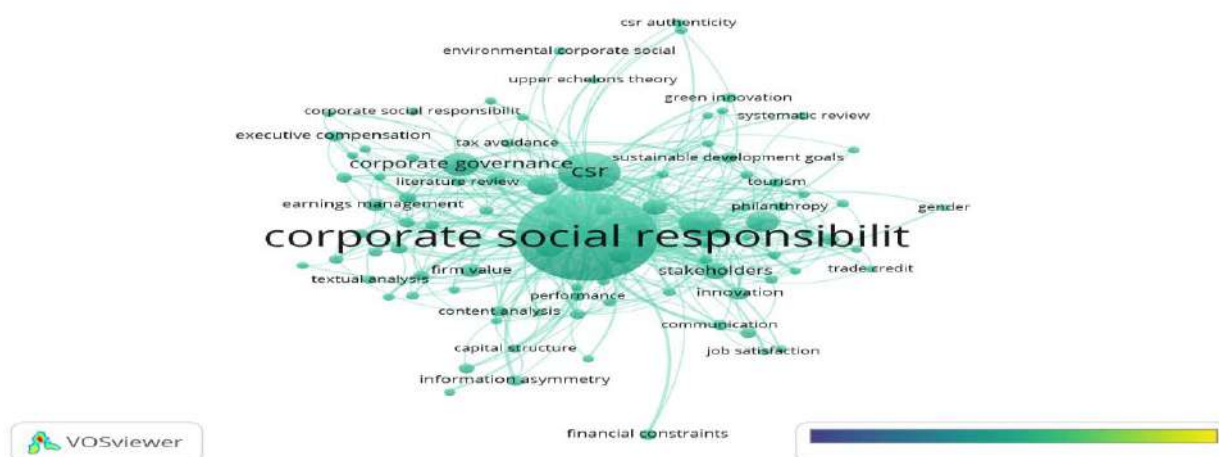 csr authenticity
environmental corporate social
upper echelons theory
green innovation
corporate social responsibilit
systematic review
executive compensation
tax avoidance
corporate governance
sustainable development goals
csr
literature review
tourism
earnings management
philanthropy
gender
corporate social responsibilit
firm value
stakeholders
trade credit
textual analysis
performance
innovation
content analysis
communication
capital structure
job satisfaction
information asymmetry
financial constraints
VOSviewer